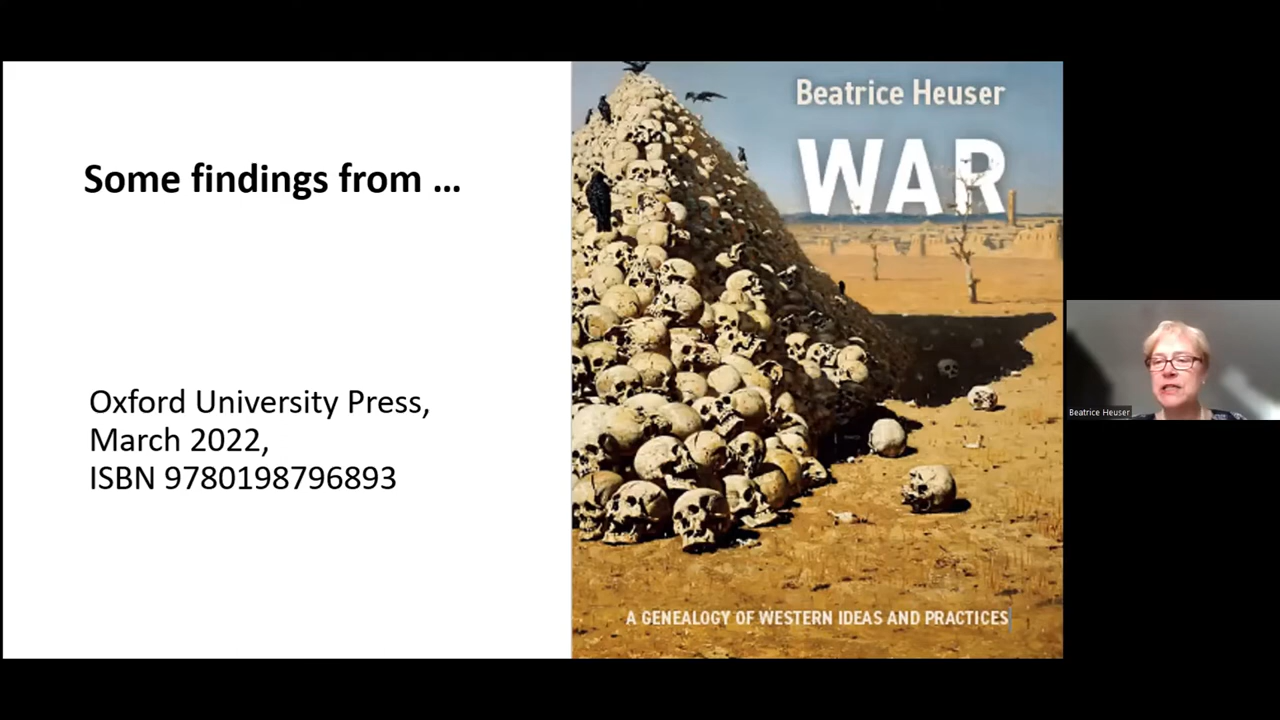 Some findings from ...
Oxford University Press,
March 2022,
ISBN 9780198796893
Beatrice Heuser
WAR
A GENEALOGY OF WESTERN IDEAS AND PRACTICES
Beatrice Heuser